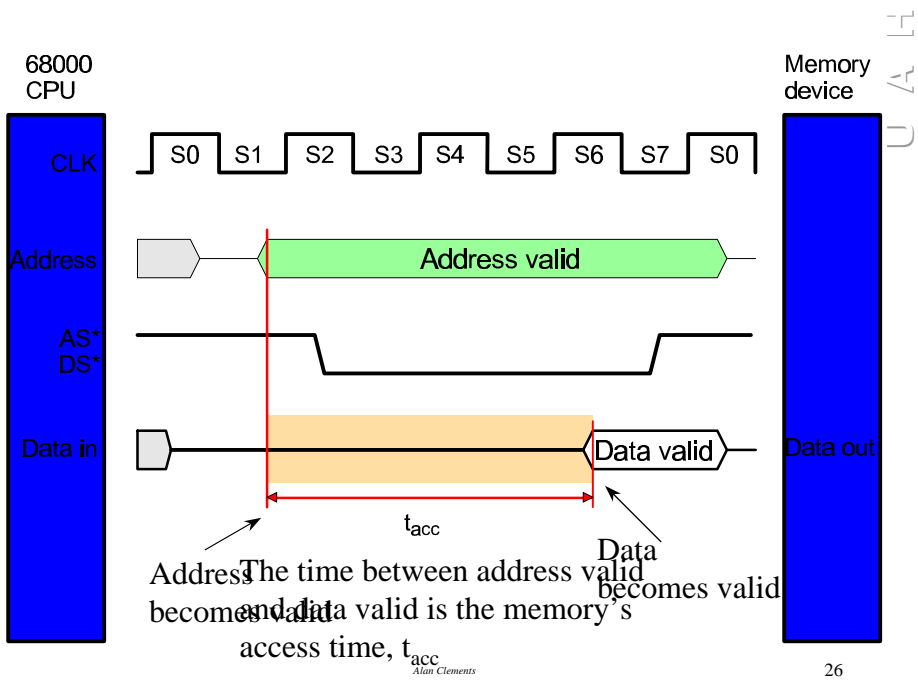 U A H
68000
CPU
Memory
device
CLK
S0 S1 S2 S3 S4 S5 S6 S7 S0
Address
Address valid
AS*
DS*
Data in
Data valid
Data out
tacc
Address
becomes valid
The time between address valid
and data valid is the memory’s
access time, tacc
Data
becomes valid
Alan Clements
26